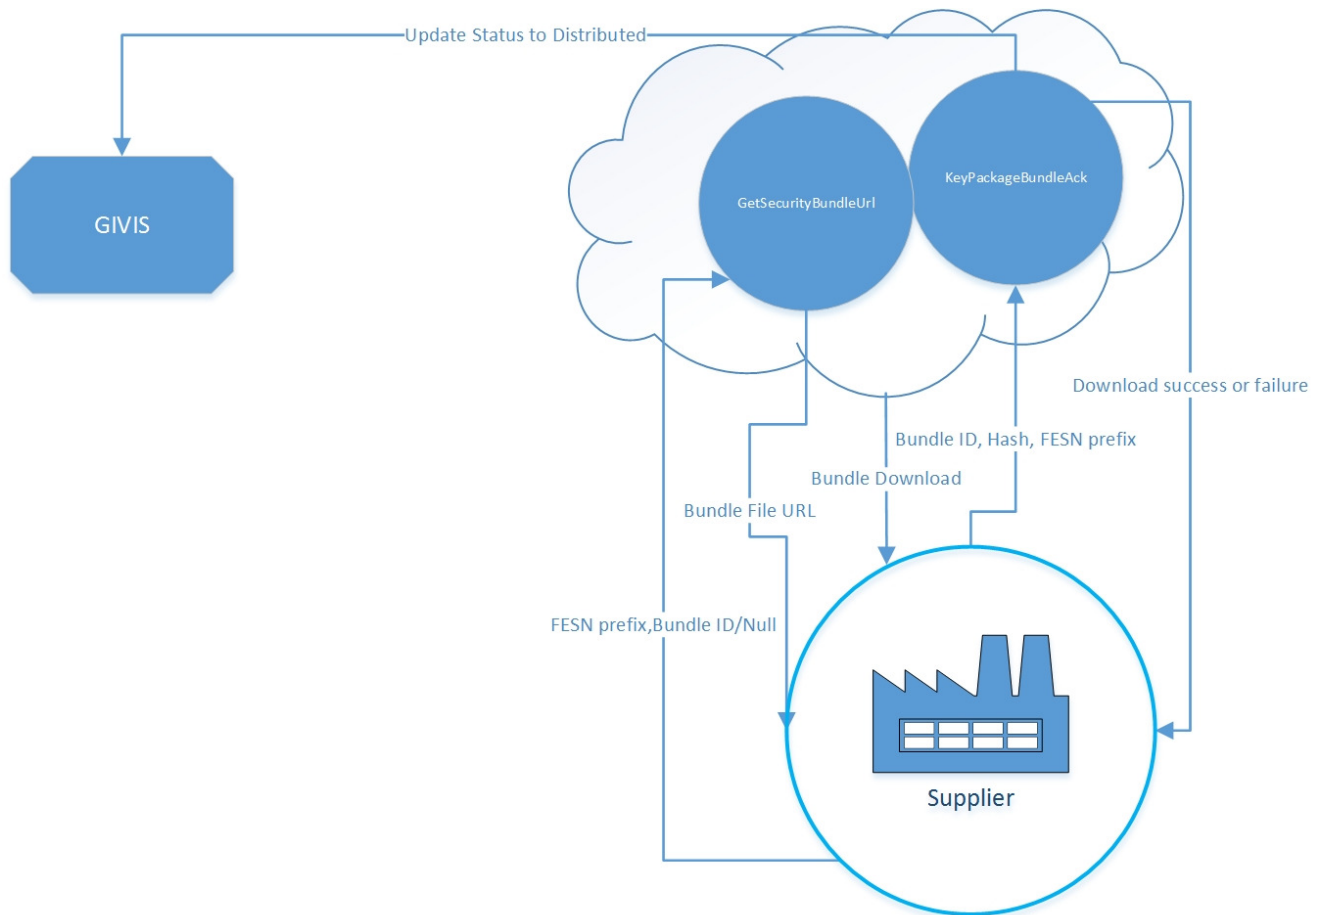 Update Status to Distributed
GIVIS
GetSecurityBundleUrl
KeyPackageBundleAck
Download success or failure
Bundle ID, Hash, FESN prefix
Bundle Download
Bundle File URL
FESN prefix,Bundle ID/Null
Supplier